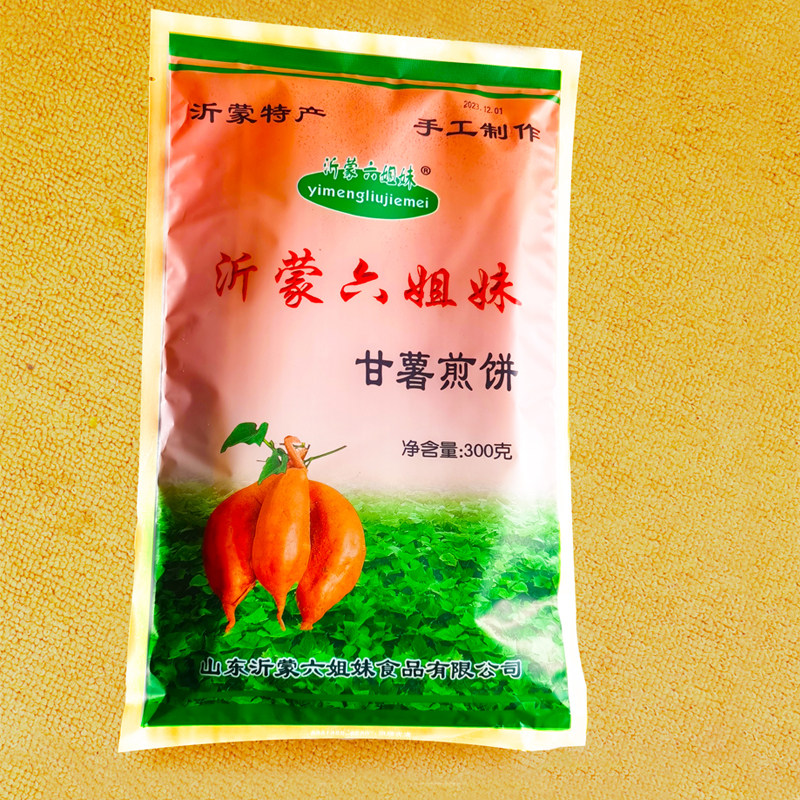 2021.12.01
沂蒙特产
手工制作
沂蒙六姐妹®
yimengliujiemei
沂蒙六姐妹
甘薯煎饼
净含量:300克
山东沂蒙六姐妹食品有限公司